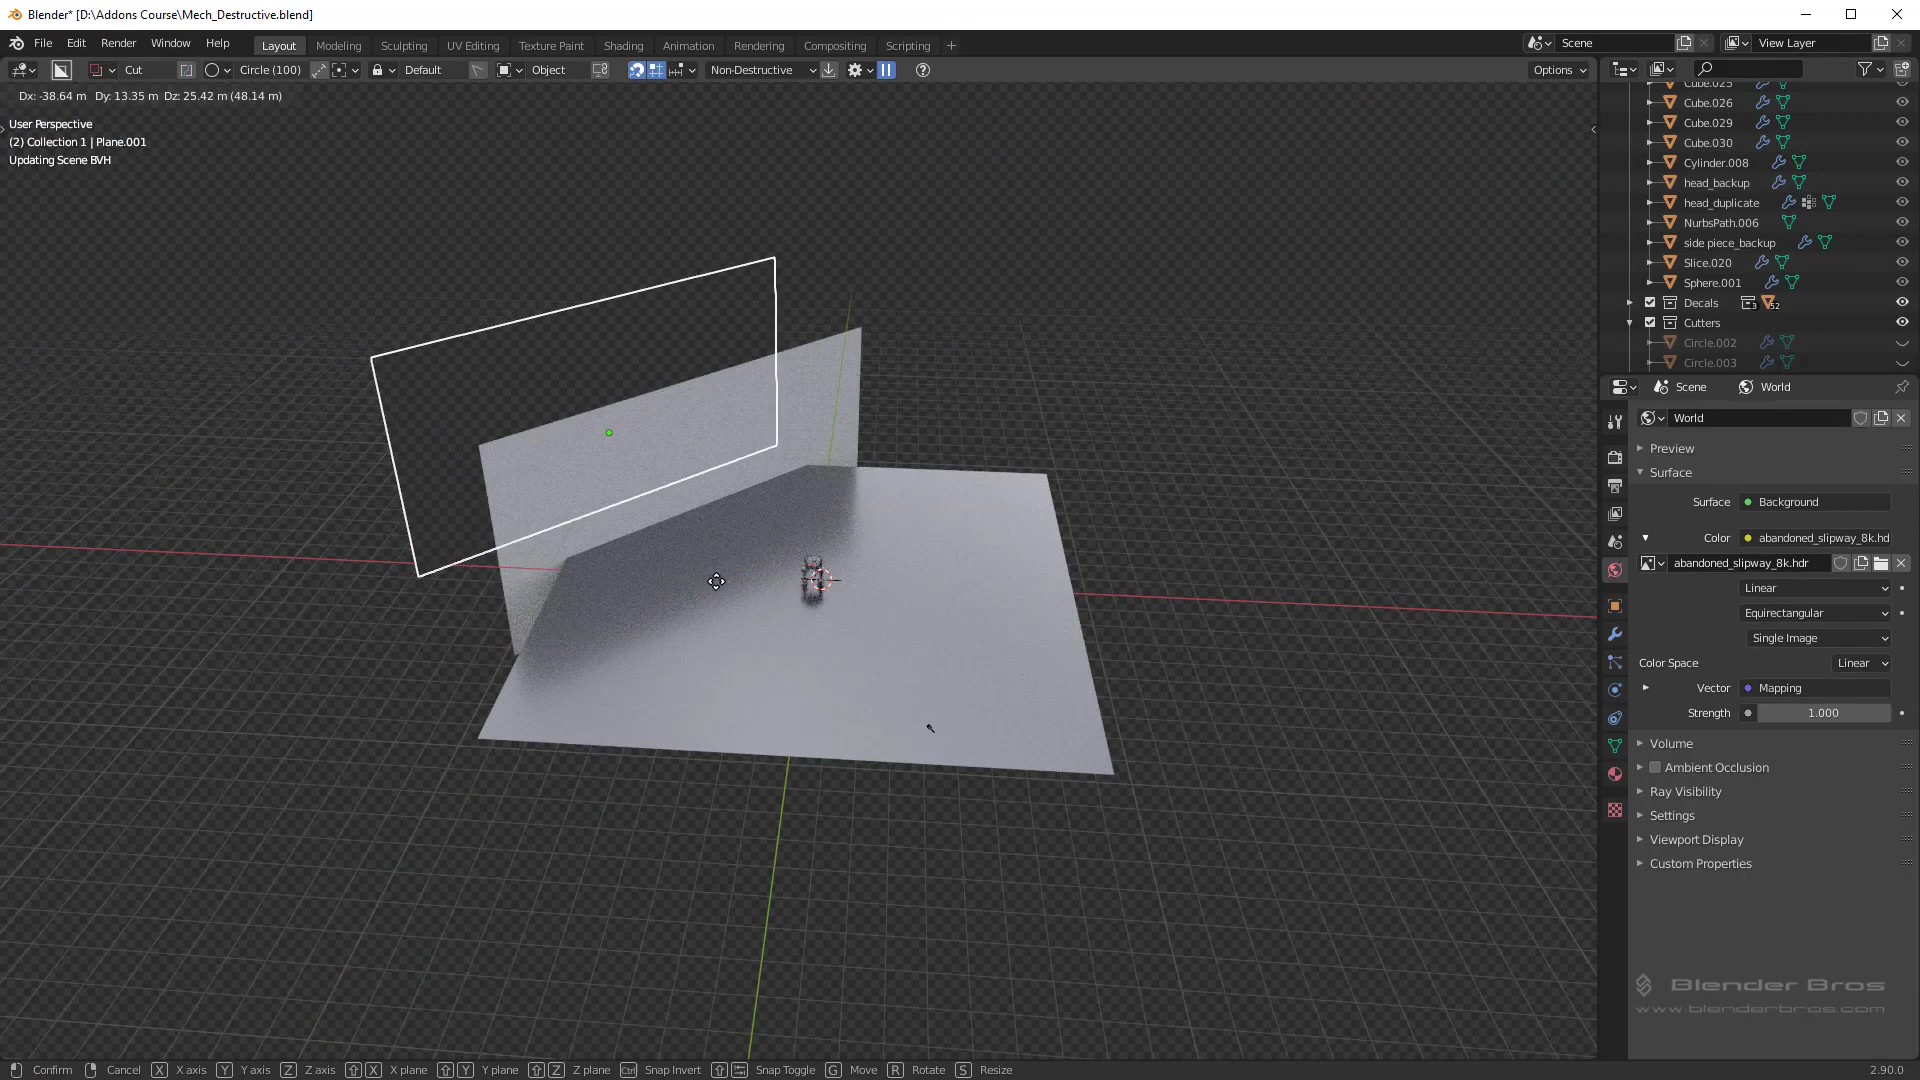 Blender* [D:\Addons Course\Mech_Destructive.blend]
File Edit Render Window Help
Layout Modeling Sculpting UV Editing Texture Paint Shading Animation Rendering Compositing Scripting +
Scene View Layer
Cut Circle (100) Default Object Non-Destructive Options
Dx: -38.64 m Dy: 13.35 m Dz: 25.42 m (48.14 m)
User Perspective
(2) Collection 1 | Plane.001
Updating Scene BVH
Cube.025
Cube.026
Cube.029
Cube.030
Cylinder.008
head_backup
head_duplicate
NurbsPath.006
side piece_backup
Slice.020
Sphere.001
Decals 3 52
Cutters
Circle.002
Circle.003
Scene World
World
Preview
Surface
Surface Background
Color abandoned_slipway_8k.hd
abandoned_slipway_8k.hdr
Linear
Equirectangular
Single Image
Color Space Linear
Vector Mapping
Strength 1.000
Volume
Ambient Occlusion
Ray Visibility
Settings
Viewport Display
Custom Properties
Blender Bros
www.blenderbros.com
Confirm Cancel X X axis Y Y axis Z Z axis X X plane Y Y plane Z Z plane Ctrl Snap Invert Snap Toggle G Move R Rotate S Resize 2.90.0